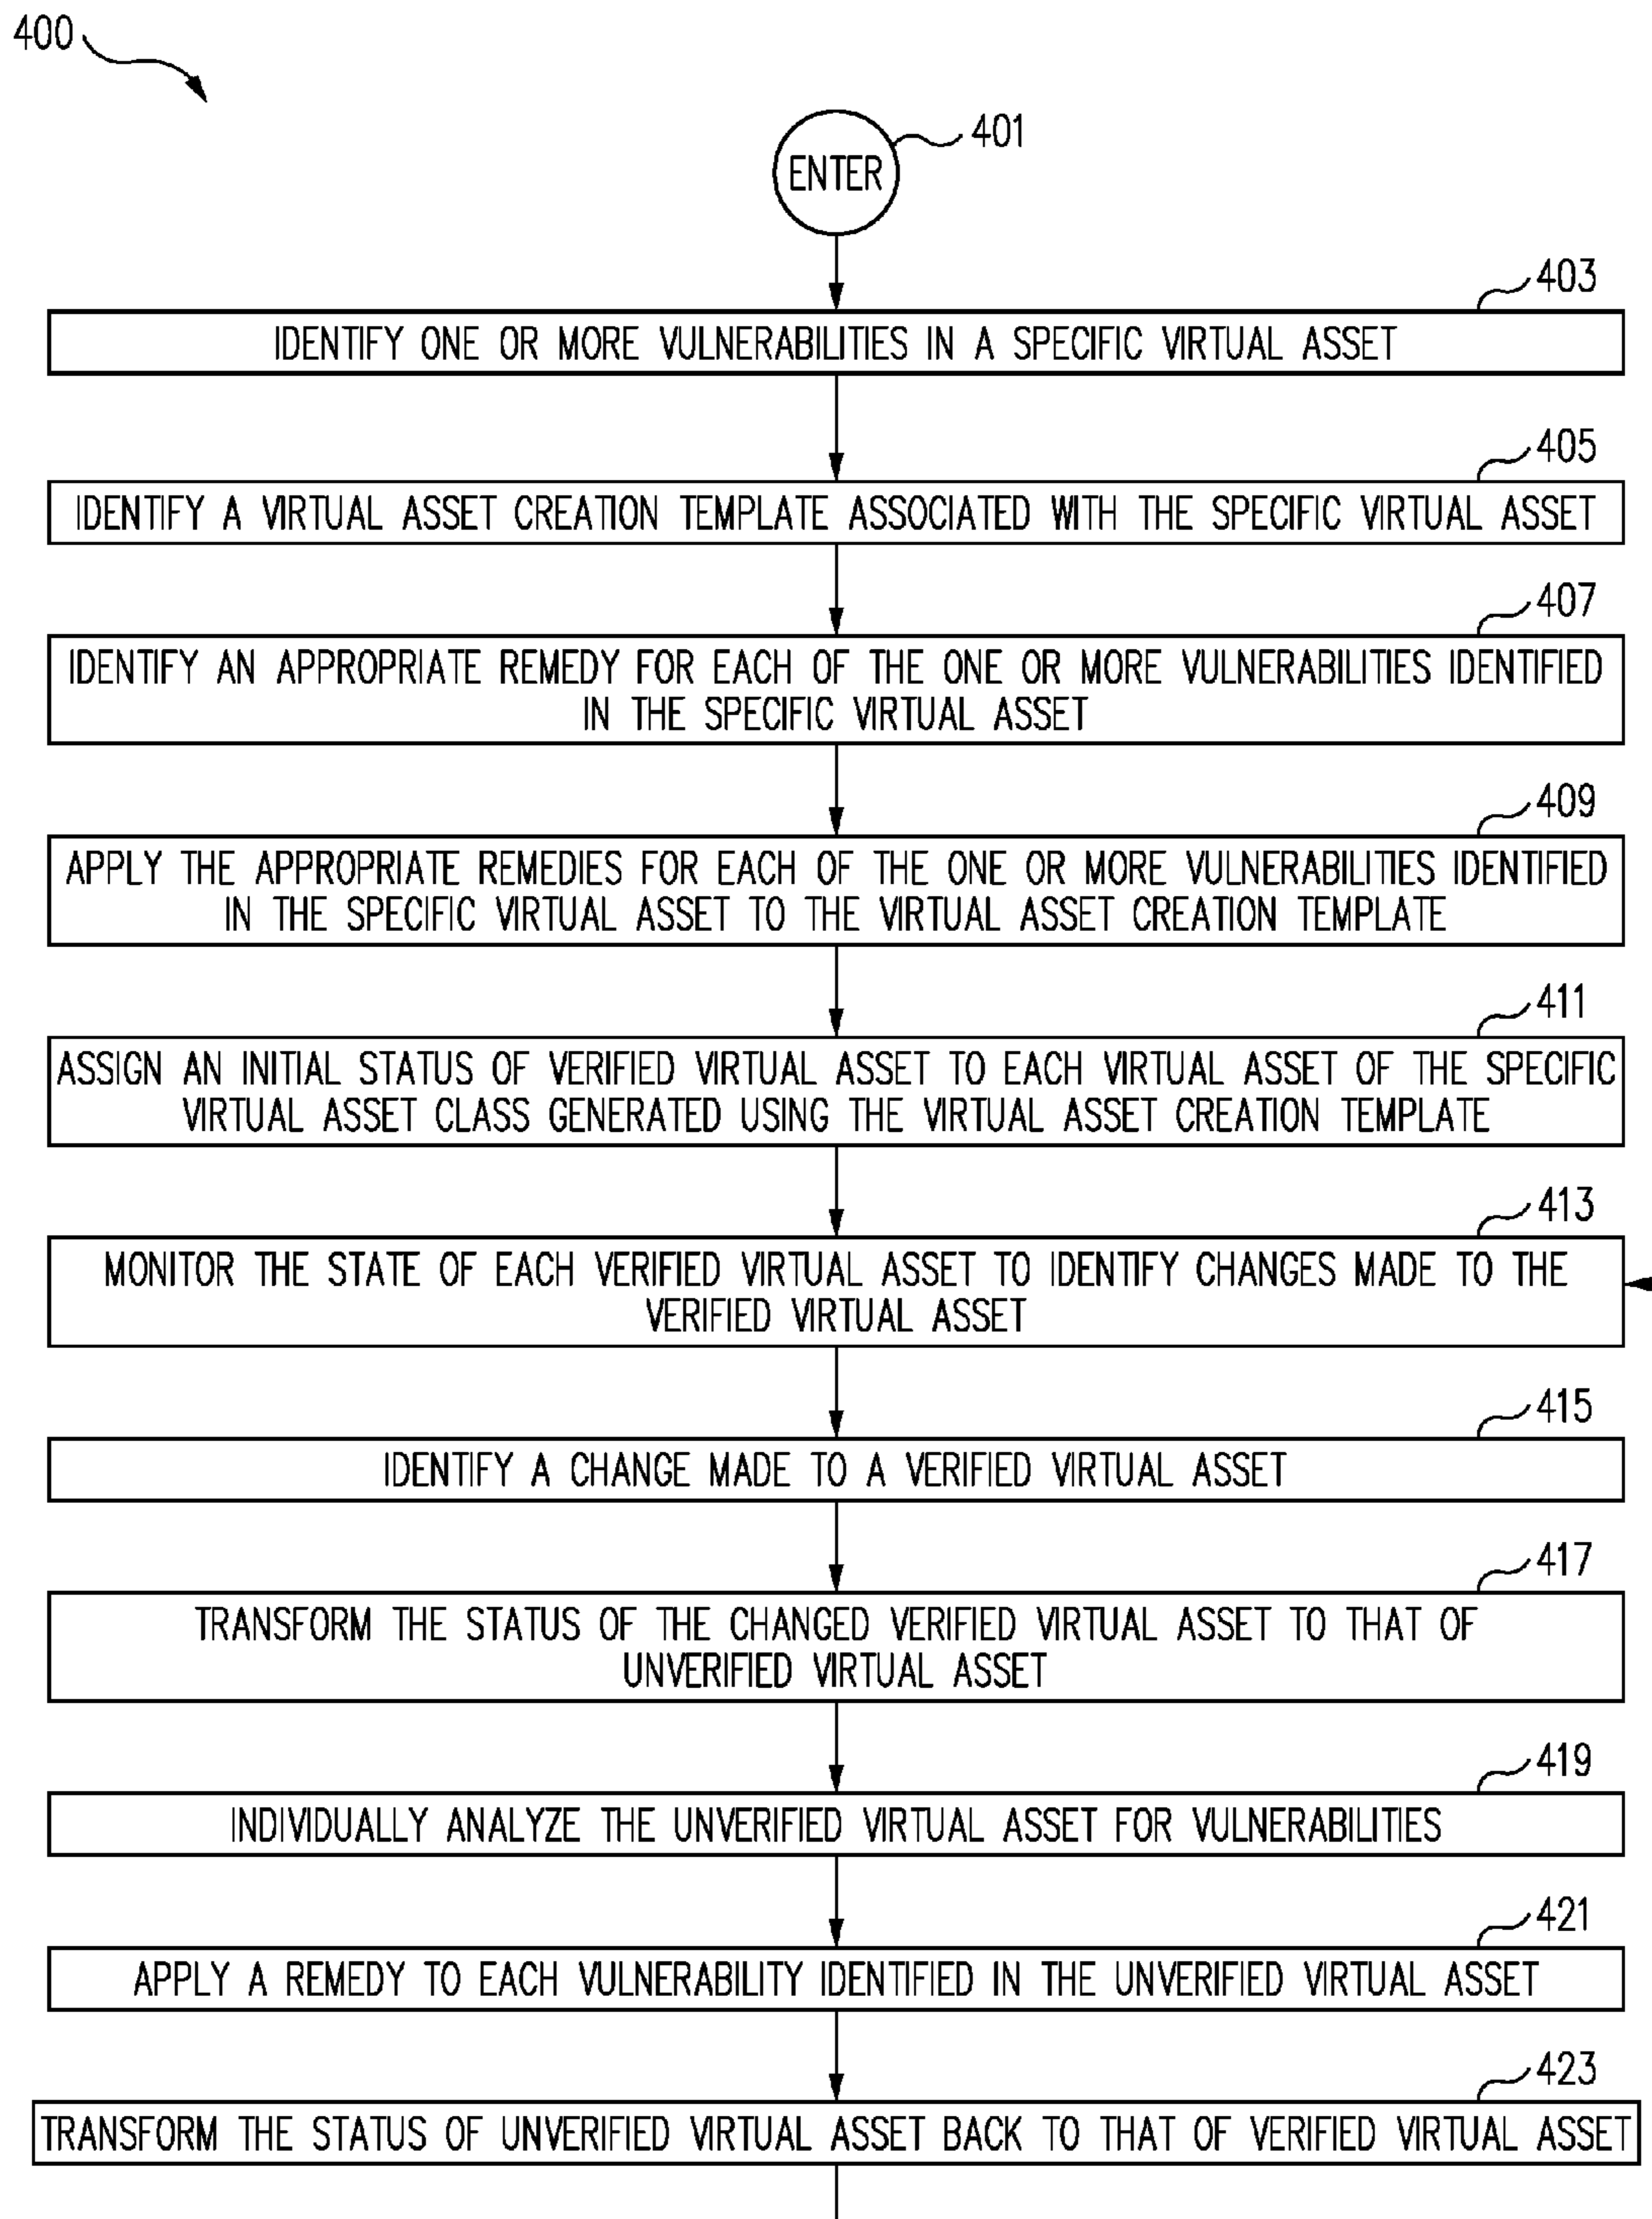 400
401
ENTER
403
IDENTIFY ONE OR MORE VULNERABILITIES IN A SPECIFIC VIRTUAL ASSET
405
IDENTIFY A VIRTUAL ASSET CREATION TEMPLATE ASSOCIATED WITH THE SPECIFIC VIRTUAL ASSET
407
IDENTIFY AN APPROPRIATE REMEDY FOR EACH OF THE ONE OR MORE VULNERABILITIES IDENTIFIED
IN THE SPECIFIC VIRTUAL ASSET
409
APPLY THE APPROPRIATE REMEDIES FOR EACH OF THE ONE OR MORE VULNERABILITIES IDENTIFIED
IN THE SPECIFIC VIRTUAL ASSET TO THE VIRTUAL ASSET CREATION TEMPLATE
411
ASSIGN AN INITIAL STATUS OF VERIFIED VIRTUAL ASSET TO EACH VIRTUAL ASSET OF THE SPECIFIC
VIRTUAL ASSET CLASS GENERATED USING THE VIRTUAL ASSET CREATION TEMPLATE
413
MONITOR THE STATE OF EACH VERIFIED VIRTUAL ASSET TO IDENTIFY CHANGES MADE TO THE
VERIFIED VIRTUAL ASSET
415
IDENTIFY A CHANGE MADE TO A VERIFIED VIRTUAL ASSET
417
TRANSFORM THE STATUS OF THE CHANGED VERIFIED VIRTUAL ASSET TO THAT OF
UNVERIFIED VIRTUAL ASSET
419
INDIVIDUALLY ANALYZE THE UNVERIFIED VIRTUAL ASSET FOR VULNERABILITIES
421
APPLY A REMEDY TO EACH VULNERABILITY IDENTIFIED IN THE UNVERIFIED VIRTUAL ASSET
423
TRANSFORM THE STATUS OF UNVERIFIED VIRTUAL ASSET BACK TO THAT OF VERIFIED VIRTUAL ASSET